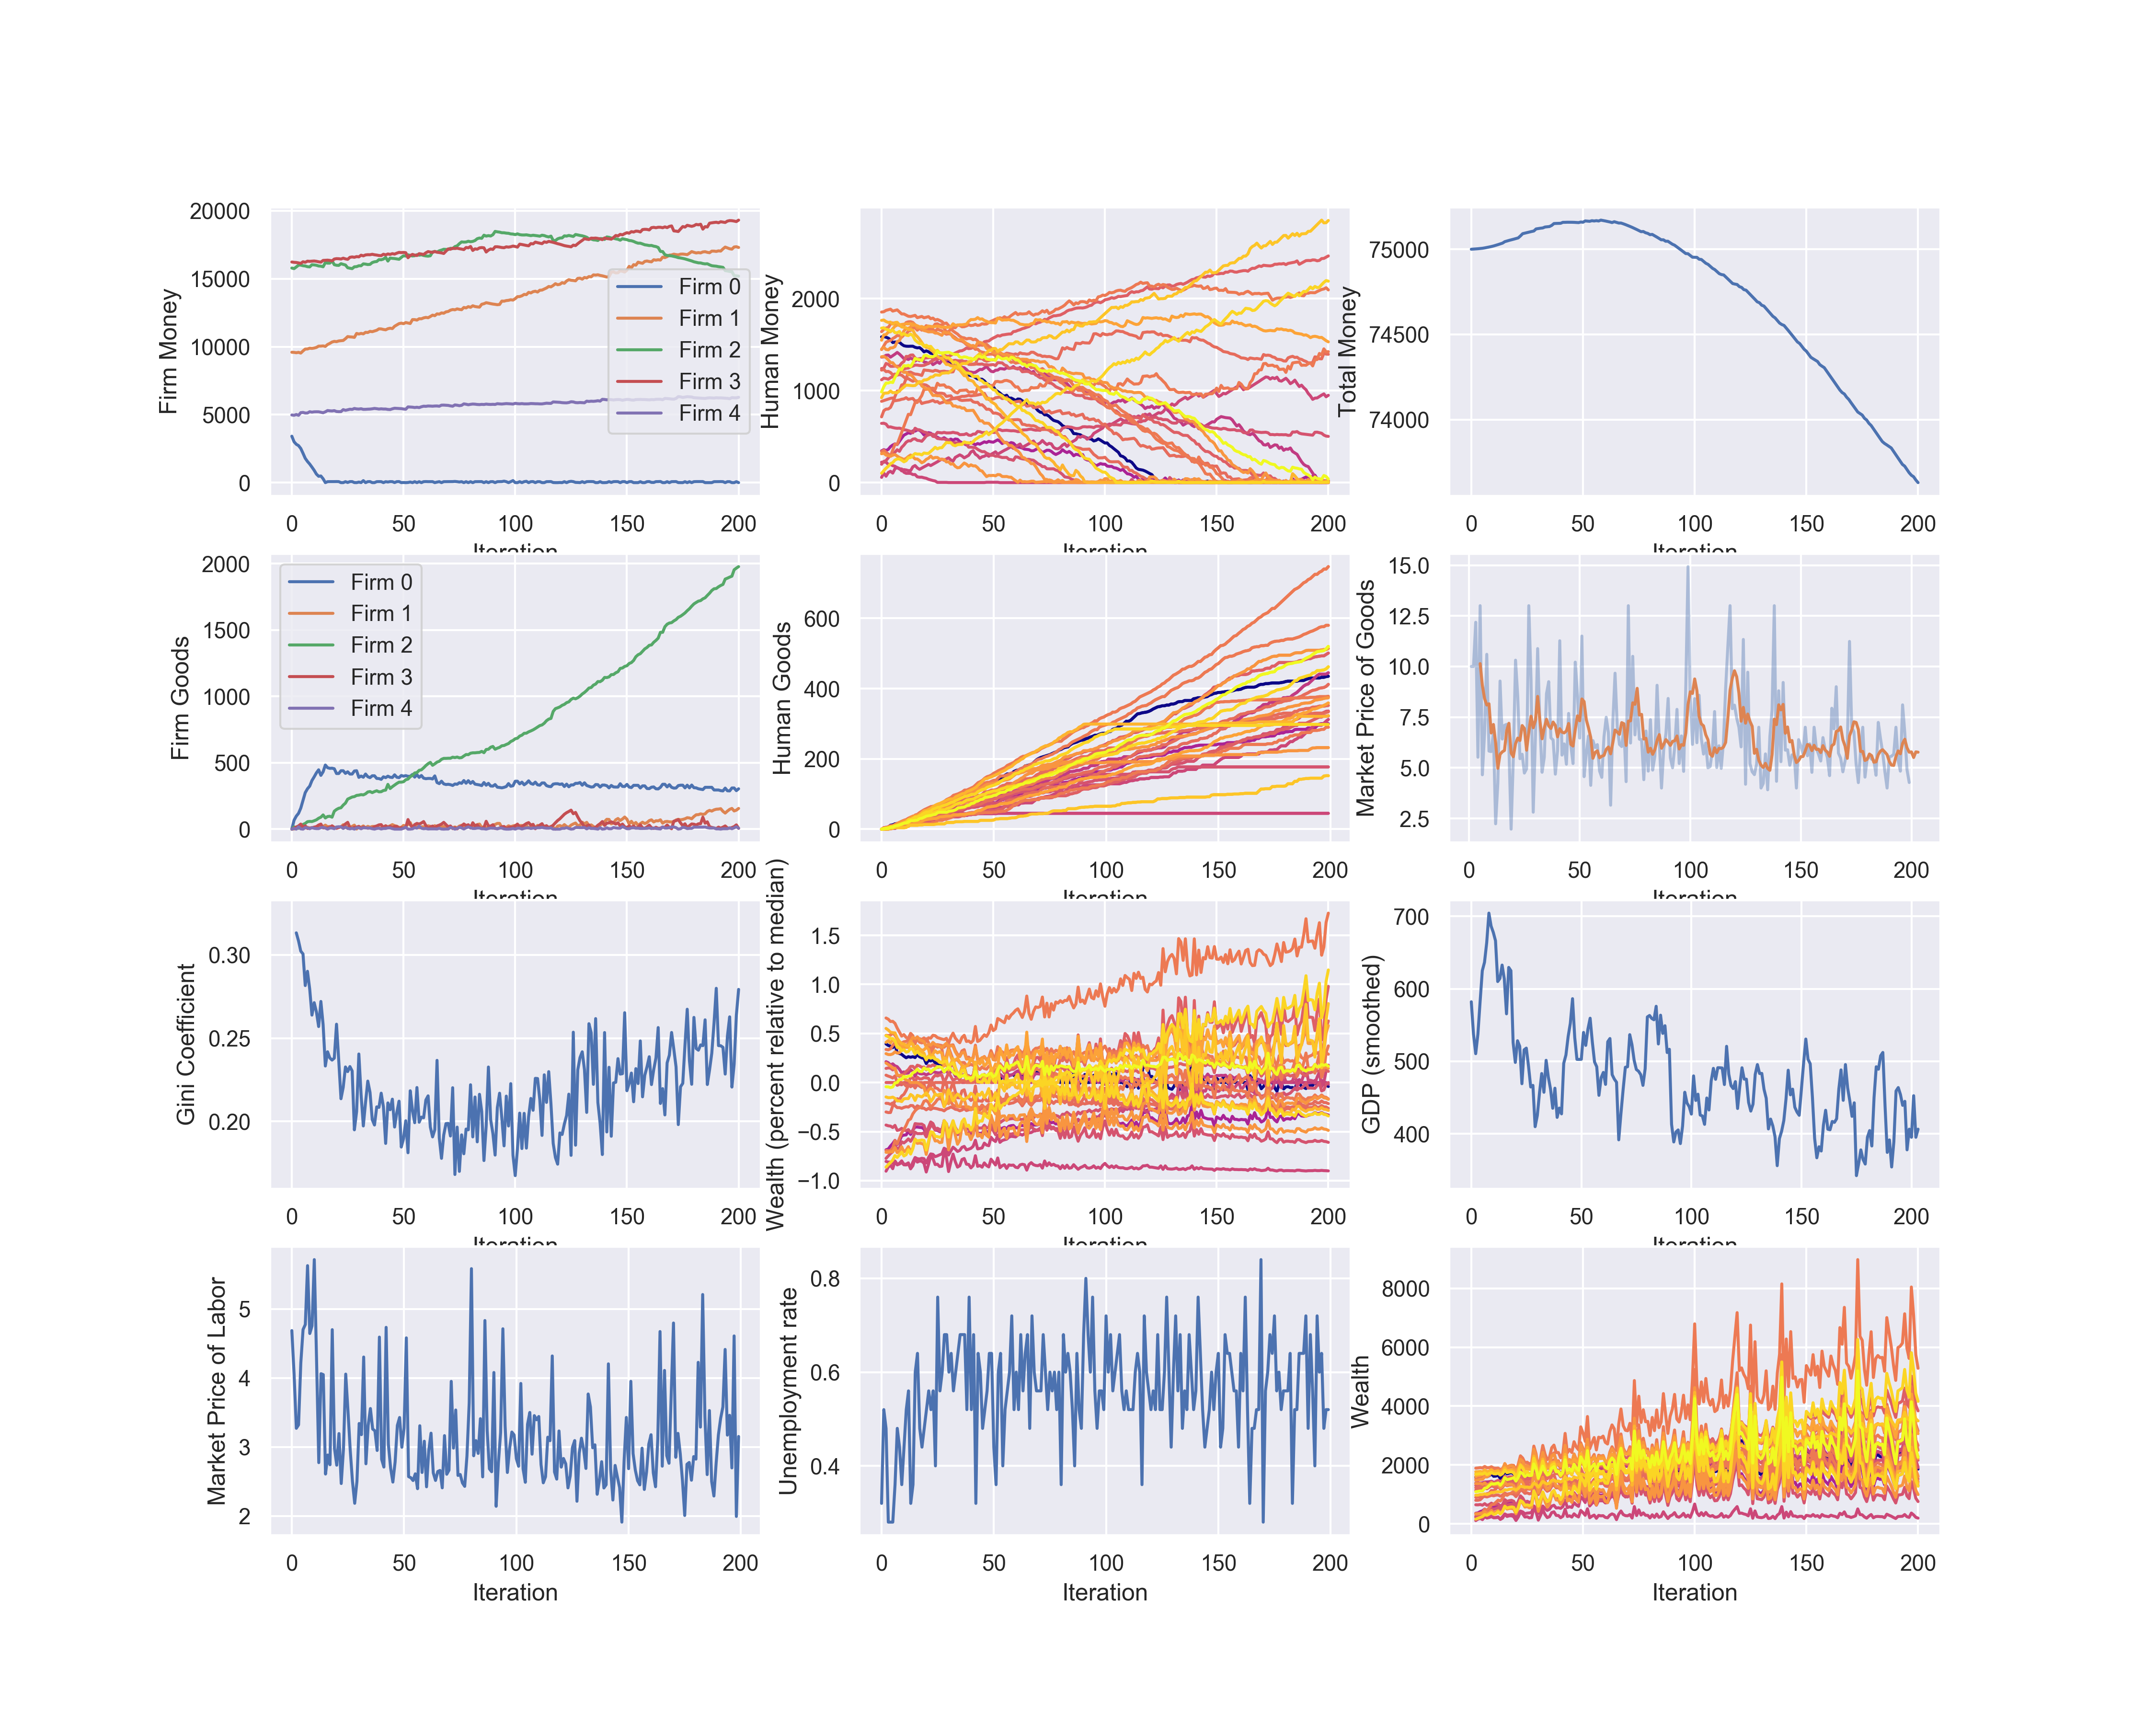 Firm Money
20000
15000
10000
5000
0
0 50 100 150 200
Iteration
Firm 0
Firm 1
Firm 2
Firm 3
Firm 4
Human Money
2000
1000
0
0 50 100 150 200
Iteration
Total Money
75000
74500
74000
0 50 100 150 200
Iteration
Firm Goods
2000
1500
1000
500
0
0 50 100 150 200
Iteration
Firm 0
Firm 1
Firm 2
Firm 3
Firm 4
Human Goods
600
400
200
0
0 50 100 150 200
Iteration
Market Price of Goods
15.0
12.5
10.0
7.5
5.0
2.5
0 50 100 150 200
Iteration
Gini Coefficient
0.30
0.25
0.20
0 50 100 150 200
Iteration
Wealth (percent relative to median)
1.5
1.0
0.5
0.0
−0.5
−1.0
0 50 100 150 200
Iteration
GDP (smoothed)
700
600
500
400
0 50 100 150 200
Iteration
Market Price of Labor
5
4
3
2
0 50 100 150 200
Iteration
Unemployment rate
0.8
0.6
0.4
0 50 100 150 200
Iteration
Wealth
8000
6000
4000
2000
0
0 50 100 150 200
Iteration